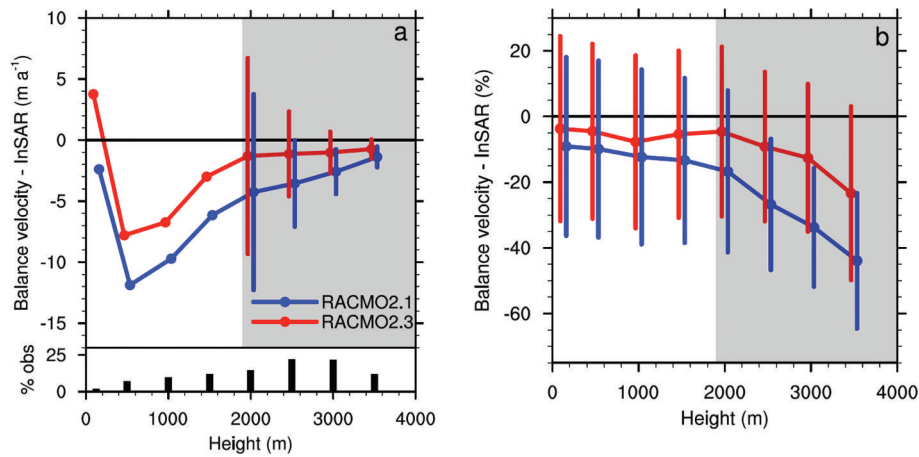 a
10
5
0
-5
-10
-15
Balance velocity - InSAR (m a⁻¹)
RACMO2.1
RACMO2.3
25
0
% obs
0 1000 2000 3000 4000
Height (m)
b
20
0
-20
-40
-60
Balance velocity - InSAR (%)
0 1000 2000 3000 4000
Height (m)